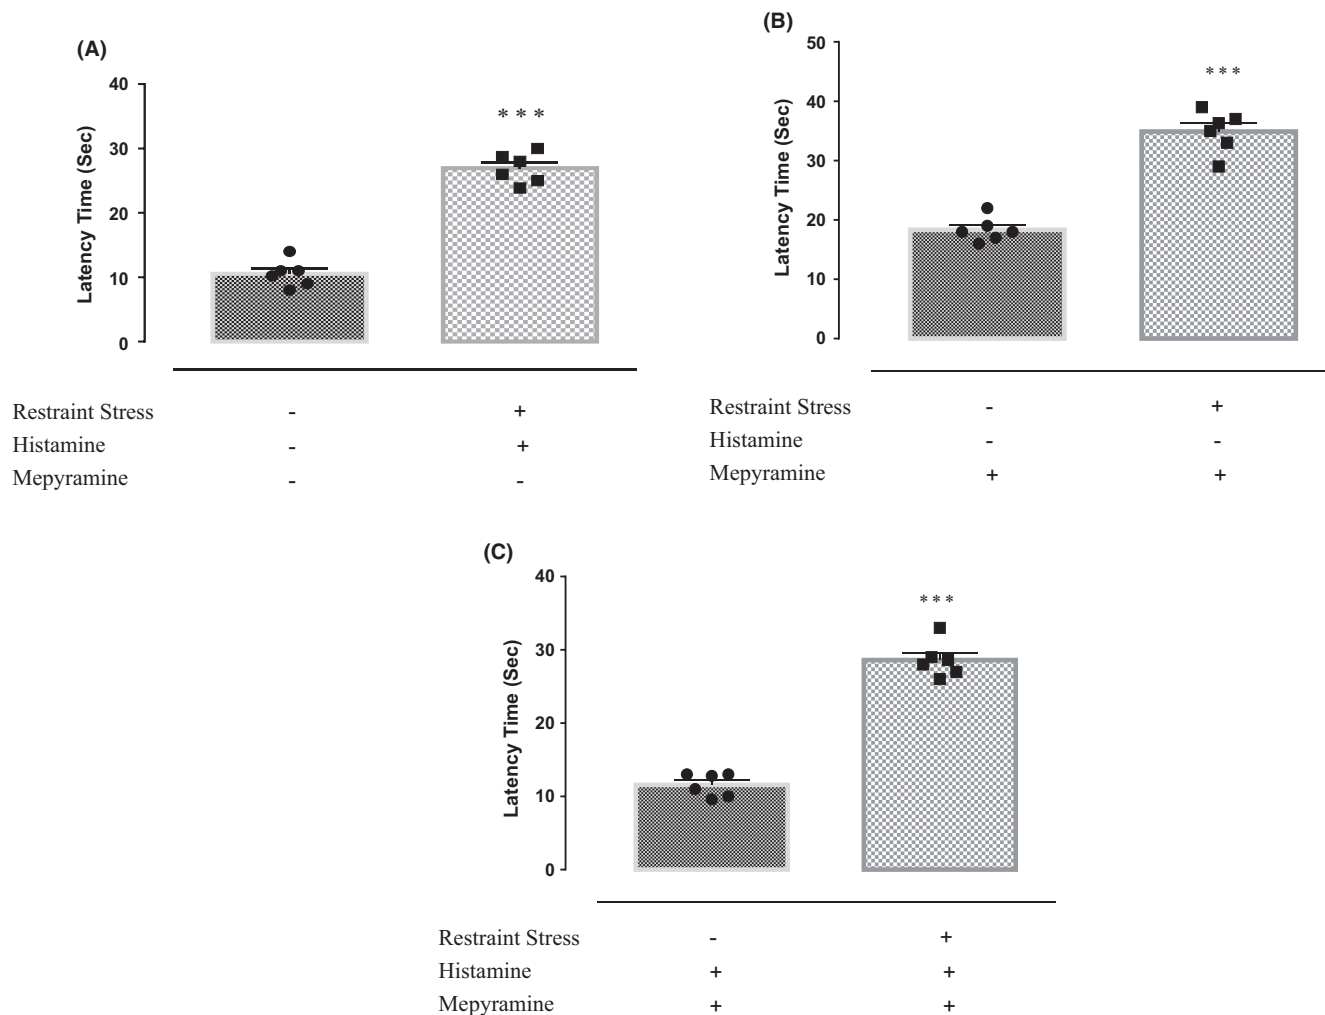 (A)
Latency Time (Sec)
40
30
20
10
0
* * *
Restraint Stress - +
Histamine - +
Mepyramine - -
(B)
Latency Time (Sec)
50
40
30
20
10
0
***
Restraint Stress - +
Histamine - -
Mepyramine + +
(C)
Latency Time (Sec)
40
30
20
10
0
***
Restraint Stress - +
Histamine + +
Mepyramine + +